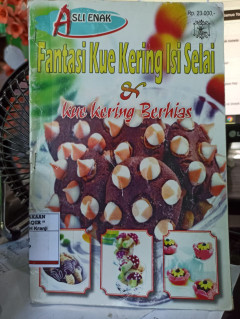 ASLI ENAK
Rp. 23.000,-
Fantasi Kue Kering Isi Selai
&
Kue Kering Berhias